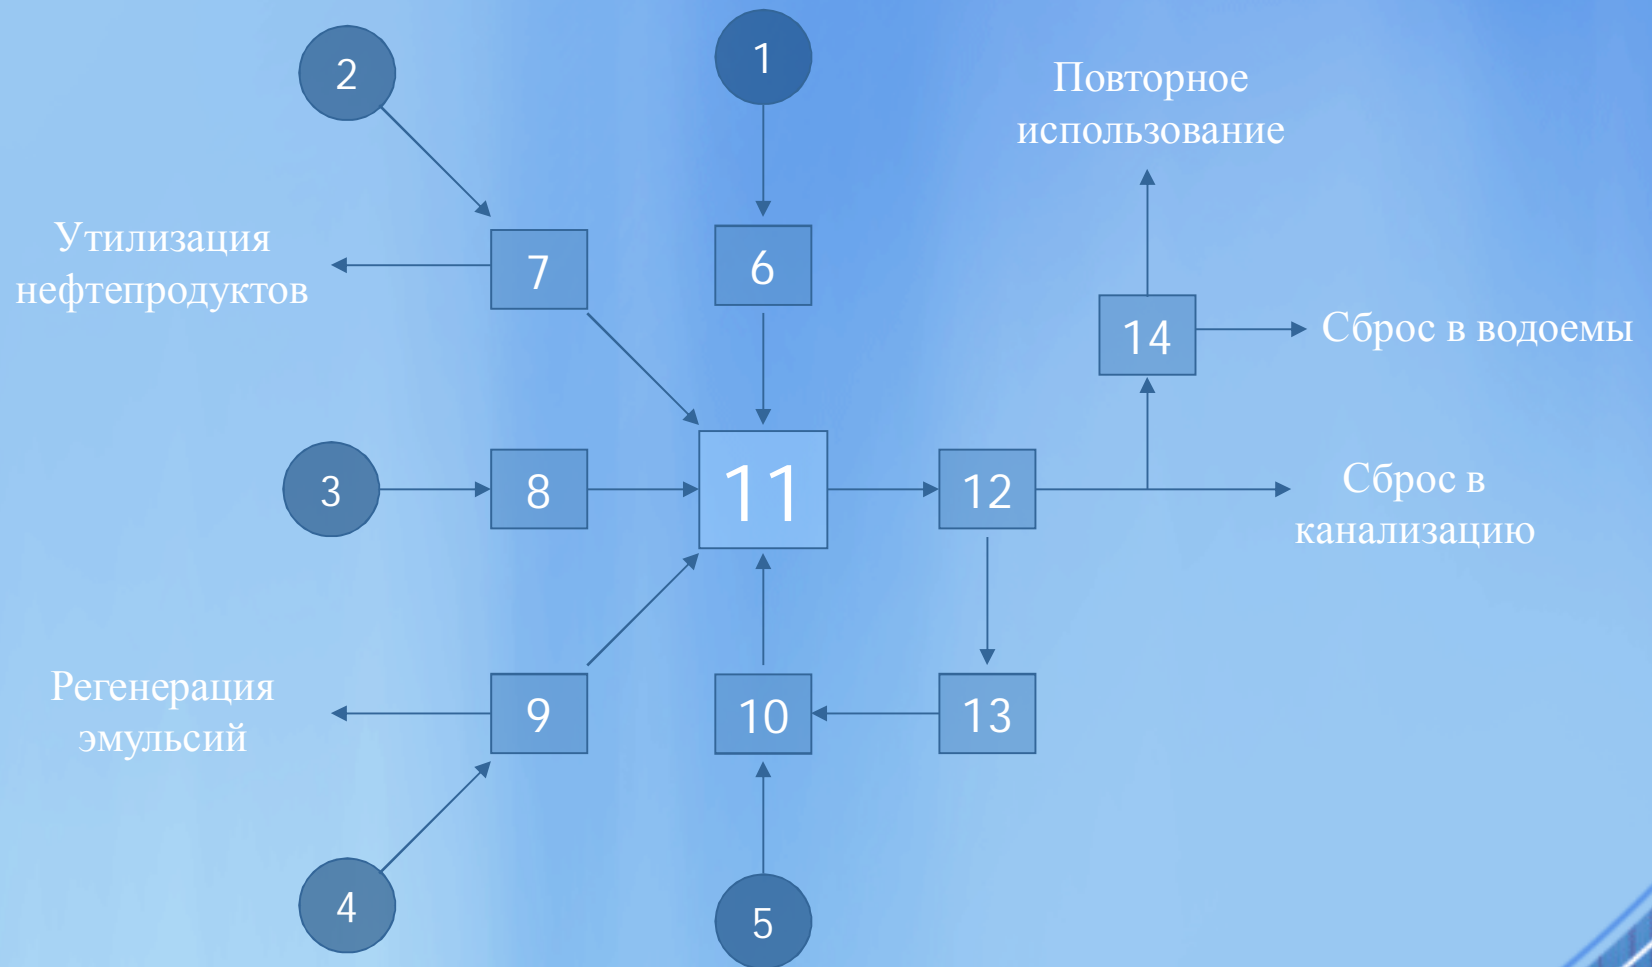 1
2
Повторное
использование
Утилизация
нефтепродуктов
7
6
14
Сброс в водоемы
3
8
11
12
Сброс в
канализацию
Регенерация
эмульсий
9
10
13
4
5